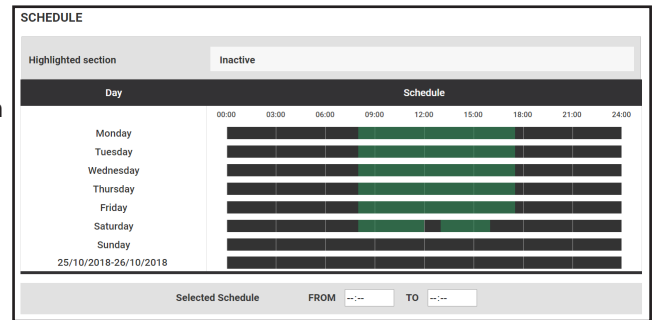 SCHEDULE
Highlighted section Inactive
Day Schedule
00:00 03:00 06:00 09:00 12:00 15:00 18:00 21:00 24:00
Monday
Tuesday
Wednesday
Thursday
Friday
Saturday
Sunday
25/10/2018-26/10/2018
Selected Schedule FROM --:-- TO --:--